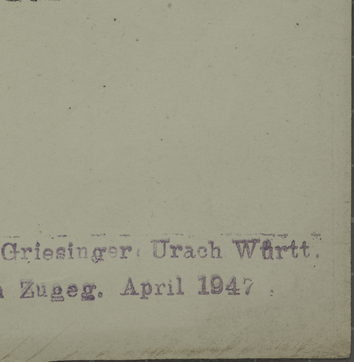 Griesinger Urach Württ.
Zugeg. April 1947.